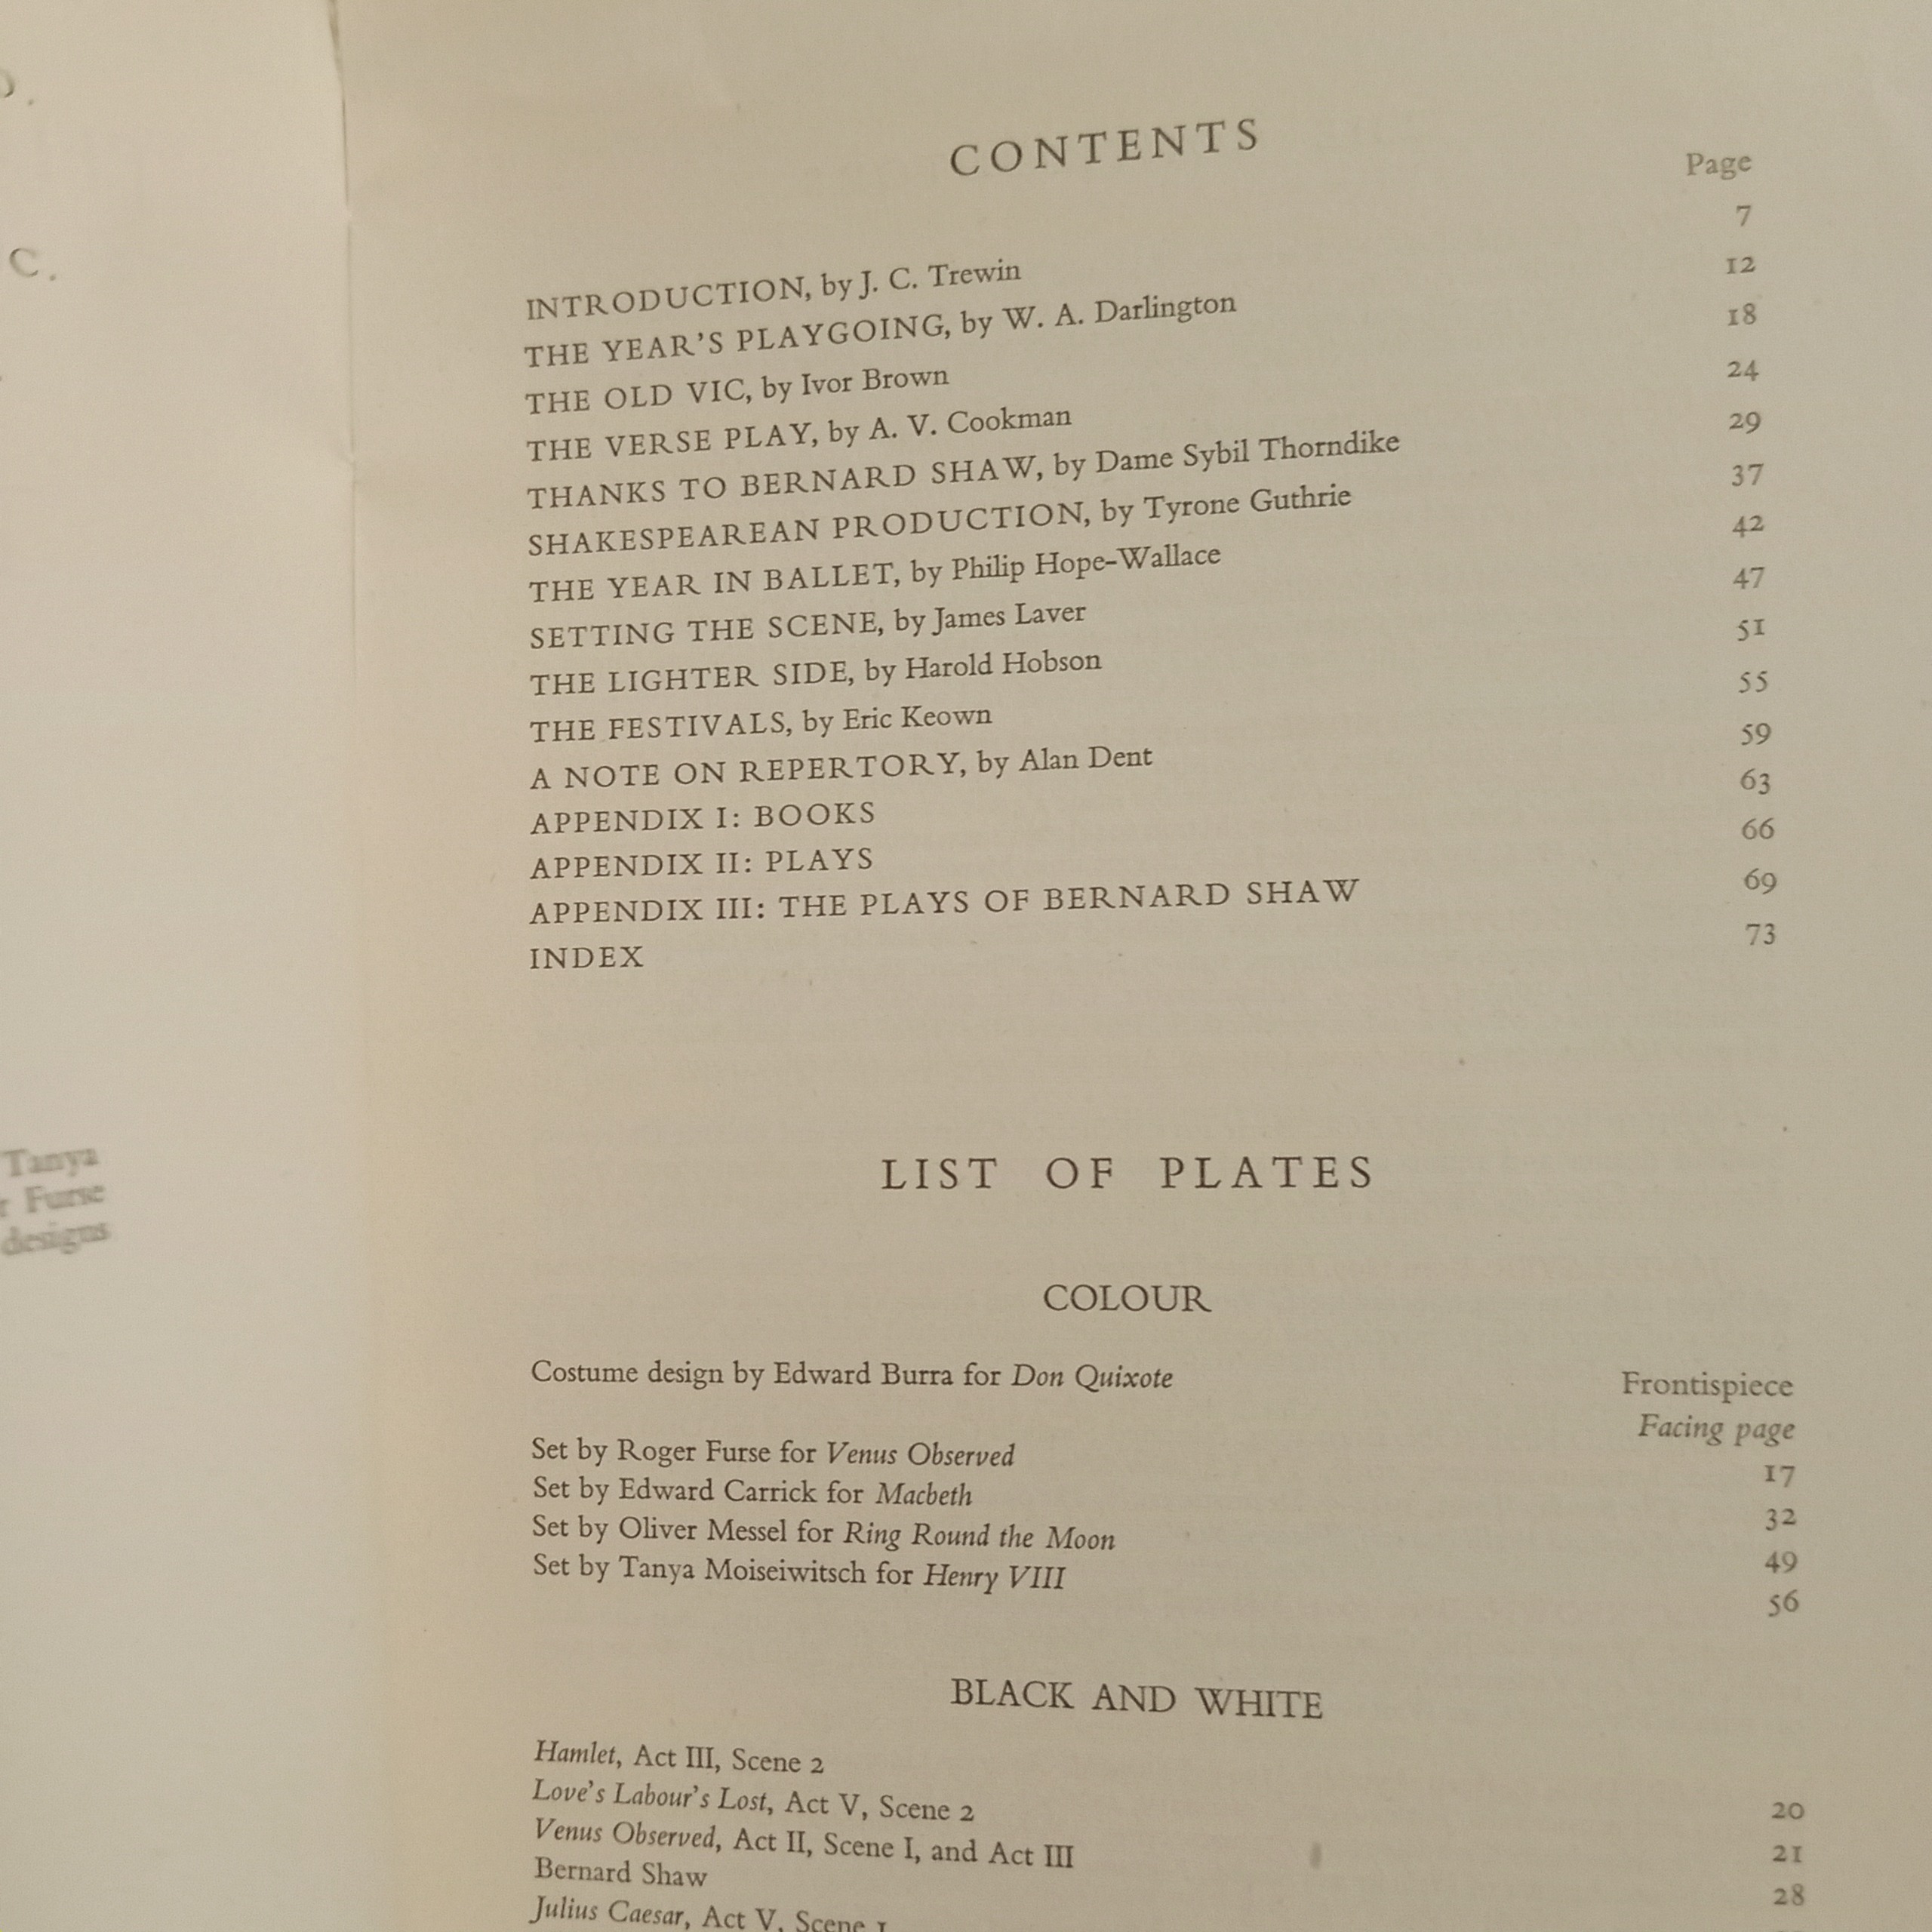 C.
Tanya
r Furse
designs
CONTENTS
Page
INTRODUCTION, by J. C. Trewin 7
THE YEAR'S PLAYGOING, by W. A. Darlington 12
THE OLD VIC, by Ivor Brown 18
THE VERSE PLAY, by A. V. Cookman 24
THANKS TO BERNARD SHAW, by Dame Sybil Thorndike 29
SHAKESPEAREAN PRODUCTION, by Tyrone Guthrie 37
THE YEAR IN BALLET, by Philip Hope-Wallace 42
SETTING THE SCENE, by James Laver 47
THE LIGHTER SIDE, by Harold Hobson 51
THE FESTIVALS, by Eric Keown 55
A NOTE ON REPERTORY, by Alan Dent 59
APPENDIX I: BOOKS 63
APPENDIX II: PLAYS 66
APPENDIX III: THE PLAYS OF BERNARD SHAW 69
INDEX 73
LIST OF PLATES
COLOUR
Costume design by Edward Burra for Don Quixote Frontispiece
Facing page
Set by Roger Furse for Venus Observed 17
Set by Edward Carrick for Macbeth 32
Set by Oliver Messel for Ring Round the Moon 49
Set by Tanya Moiseiwitsch for Henry VIII 56
BLACK AND WHITE
Hamlet, Act III, Scene 2 20
Love's Labour's Lost, Act V, Scene 2 21
Venus Observed, Act II, Scene I, and Act III 28
Bernard Shaw
Julius Caesar, Act V, Scene 1